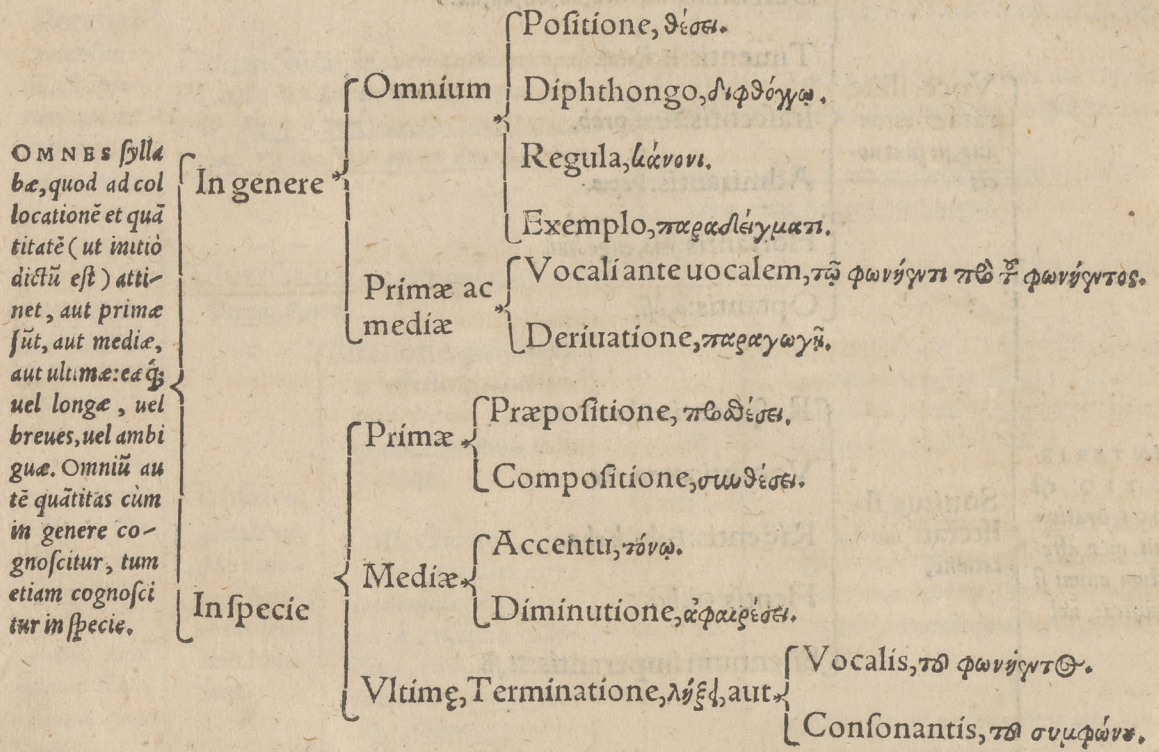 OMNES ſylla
bæ, quod ad col
locationē et quā
titatē ( ut initiò
dictū eſt ) atti-
net, aut primæ
ſūt, aut mediæ,
aut ultimæ: eæq́;
uel longæ, uel
breues, uel ambi
guæ. Omniū au
tē quātitas cùm
in genere co-
gnoſcitur, tum
etiam cognoſci
tur in ſpecie.
In genere
Omnium
Poſitione, θέσει.
Diphthongo, διφθόγγῳ.
Regula, κάνονι.
Exemplo, παραδείγματι.
Primæ ac
mediæ
Vocali ante uocalem, τῷ φωνήεντι πρὸ τοῦ φωνήεντος.
Deriuatione, παραγωγῇ.
In ſpecie
Primæ
Præpoſitione, προθέσει.
Compoſitione, συνθέσει.
Mediæ
Accentu, τόνῳ.
Diminutione, ἀφαιρέσει.
Vltimę, Terminatione, λήξει, aut
Vocalis, τοῦ φωνήεντος.
Conſonantis, τοῦ συμφώνου.